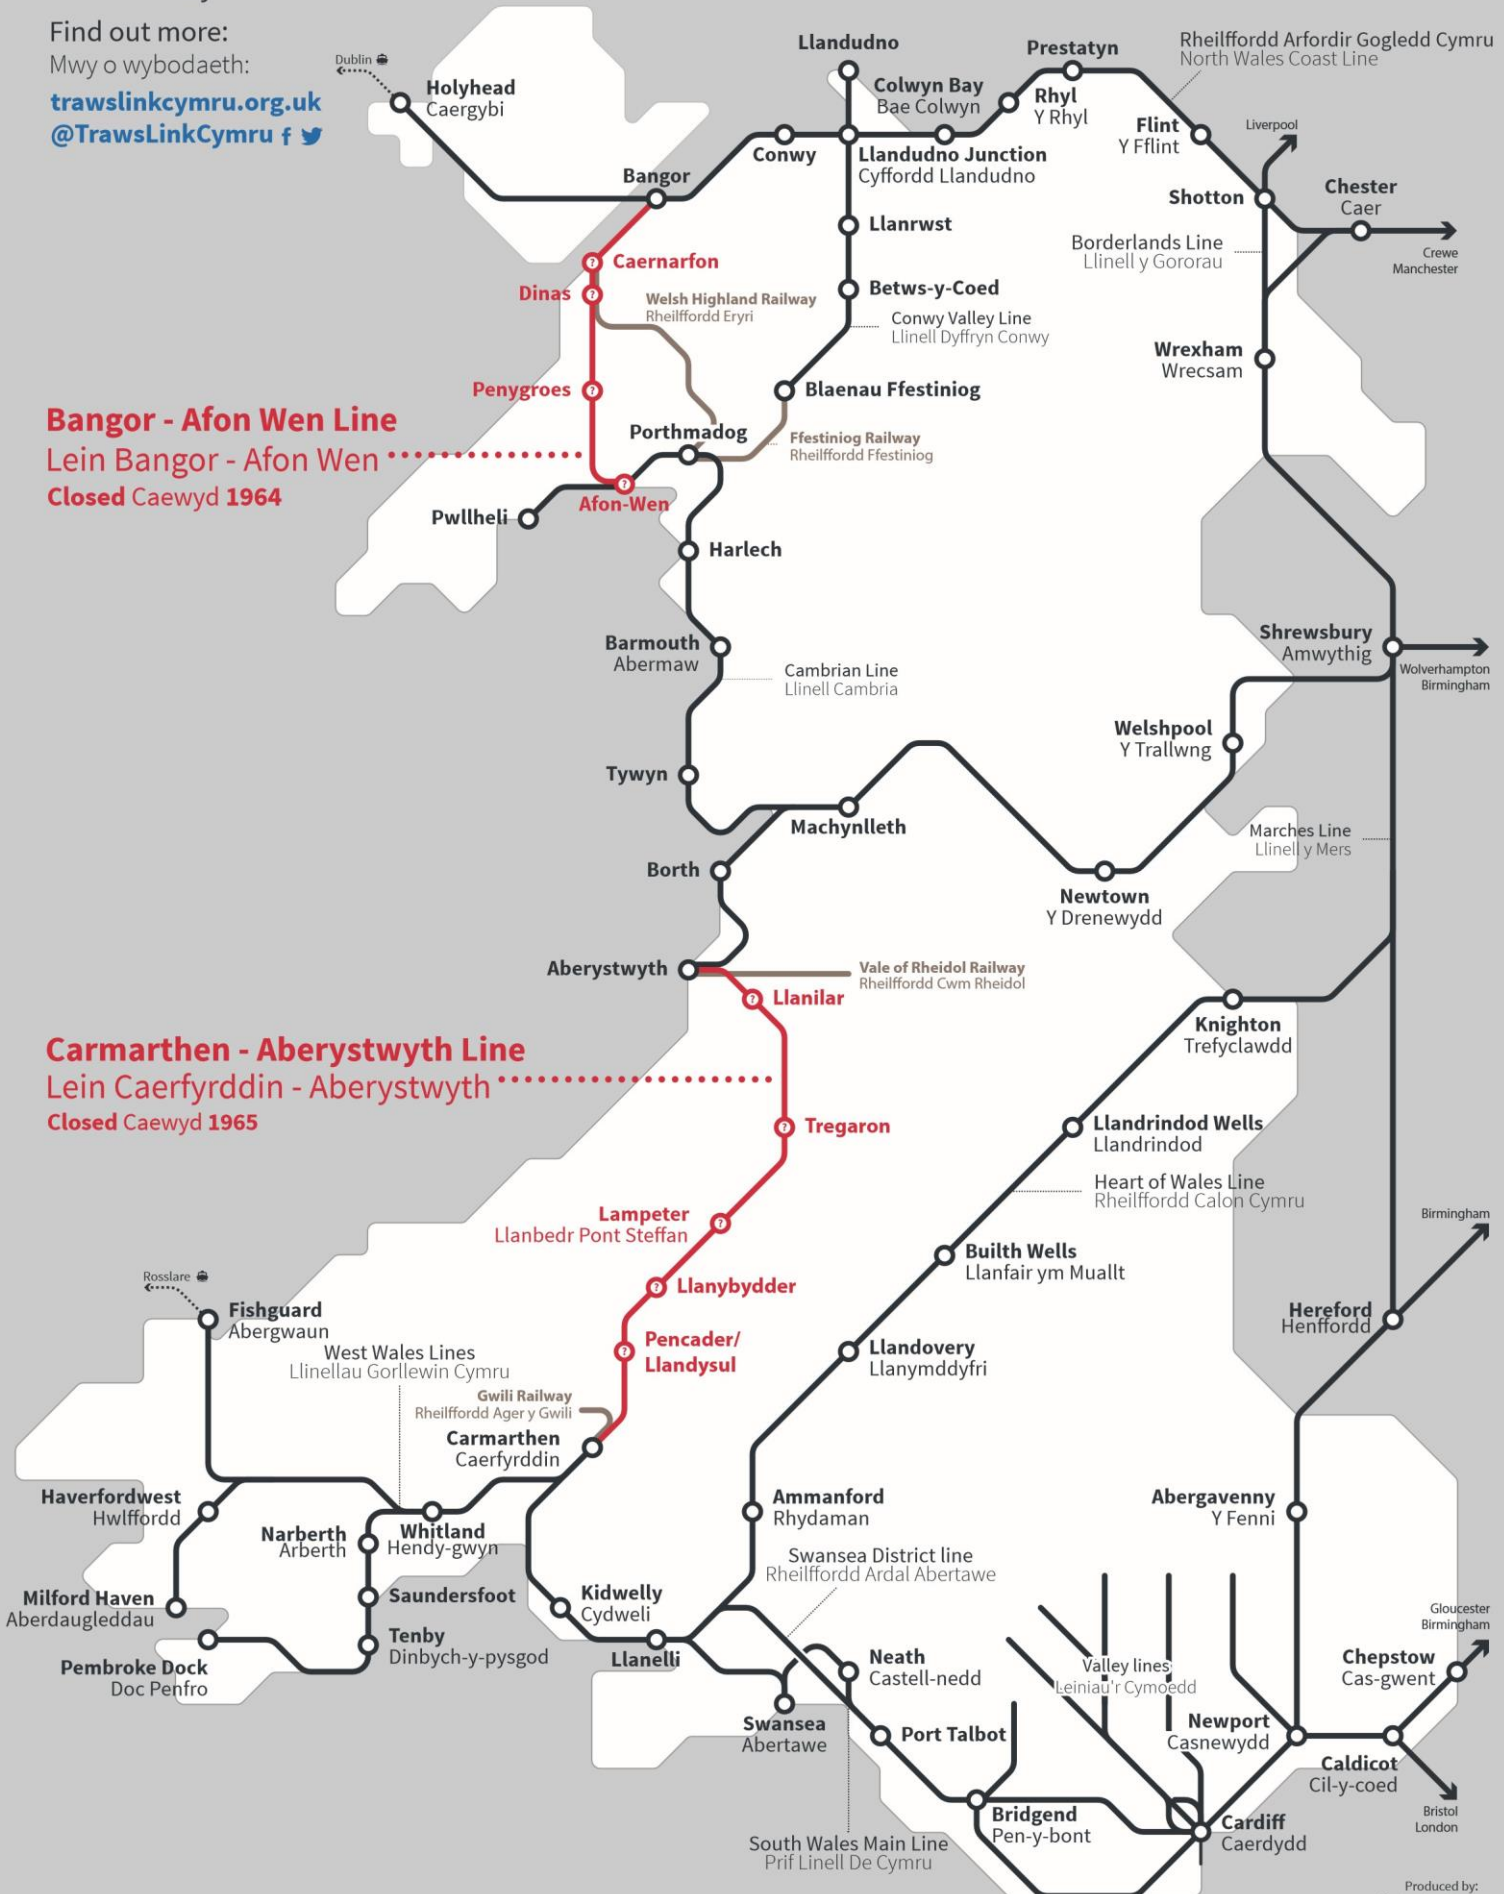 Find out more:
Mwy o wybodaeth:
trawslinkcymru.org.uk
@TrawsLinkCymru
Dublin
Holyhead
Caergybi
Bangor
Conwy
Llandudno
Colwyn Bay
Bae Colwyn
Llandudno Junction
Cyffordd Llandudno
Rhyl
Y Rhyl
Prestatyn
Rheilffordd Arfordir Gogledd Cymru
North Wales Coast Line
Flint
Y Fflint
Liverpool
Shotton
Chester
Caer
Crewe
Manchester
Borderlands Line
Llinell y Gororau
Llanrwst
Betws-y-Coed
Conwy Valley Line
Llinell Dyffryn Conwy
Caernarfon
Dinas
Welsh Highland Railway
Rheilffordd Eryri
Wrexham
Wrecsam
Penygroes
Blaenau Ffestiniog
Bangor - Afon Wen Line
Lein Bangor - Afon Wen
Closed Caewyd 1964
Porthmadog
Ffestiniog Railway
Rheilffordd Ffestiniog
Afon-Wen
Pwllheli
Harlech
Barmouth
Abermaw
Cambrian Line
Llinell Cambria
Shrewsbury
Amwythig
Wolverhampton
Birmingham
Welshpool
Y Trallwng
Tywyn
Machynlleth
Marches Line
Llinell y Mers
Borth
Newtown
Y Drenewydd
Aberystwyth
Vale of Rheidol Railway
Rheilffordd Cwm Rheidol
Llanilar
Knighton
Trefyclawdd
Carmarthen - Aberystwyth Line
Lein Caerfyrddin - Aberystwyth
Closed Caewyd 1965
Tregaron
Llandrindod Wells
Llandrindod
Heart of Wales Line
Rheilffordd Calon Cymru
Lampeter
Llanbedr Pont Steffan
Birmingham
Builth Wells
Llanfair ym Muallt
Llanybydder
Rosslare
Fishguard
Abergwaun
Hereford
Henffordd
West Wales Lines
Llinellau Gorllewin Cymru
Pencader/
Llandysul
Llandovery
Llanymddyfri
Gwili Railway
Rheilffordd Ager y Gwili
Carmarthen
Caerfyrddin
Haverfordwest
Hwlffordd
Narberth
Arberth
Whitland
Hendy-gwyn
Ammanford
Rhydaman
Abergavenny
Y Fenni
Swansea District line
Rheilffordd Ardal Abertawe
Milford Haven
Aberdaugleddau
Saundersfoot
Kidwelly
Cydweli
Tenby
Dinbych-y-pysgod
Pembroke Dock
Doc Penfro
Llanelli
Neath
Castell-nedd
Valley lines
Leiniau'r Cymoedd
Gloucester
Birmingham
Chepstow
Cas-gwent
Swansea
Abertawe
Port Talbot
Newport
Casnewydd
Caldicot
Cil-y-coed
Bridgend
Pen-y-bont
Cardiff
Caerdydd
Bristol
London
South Wales Main Line
Prif Linell De Cymru
Produced by: